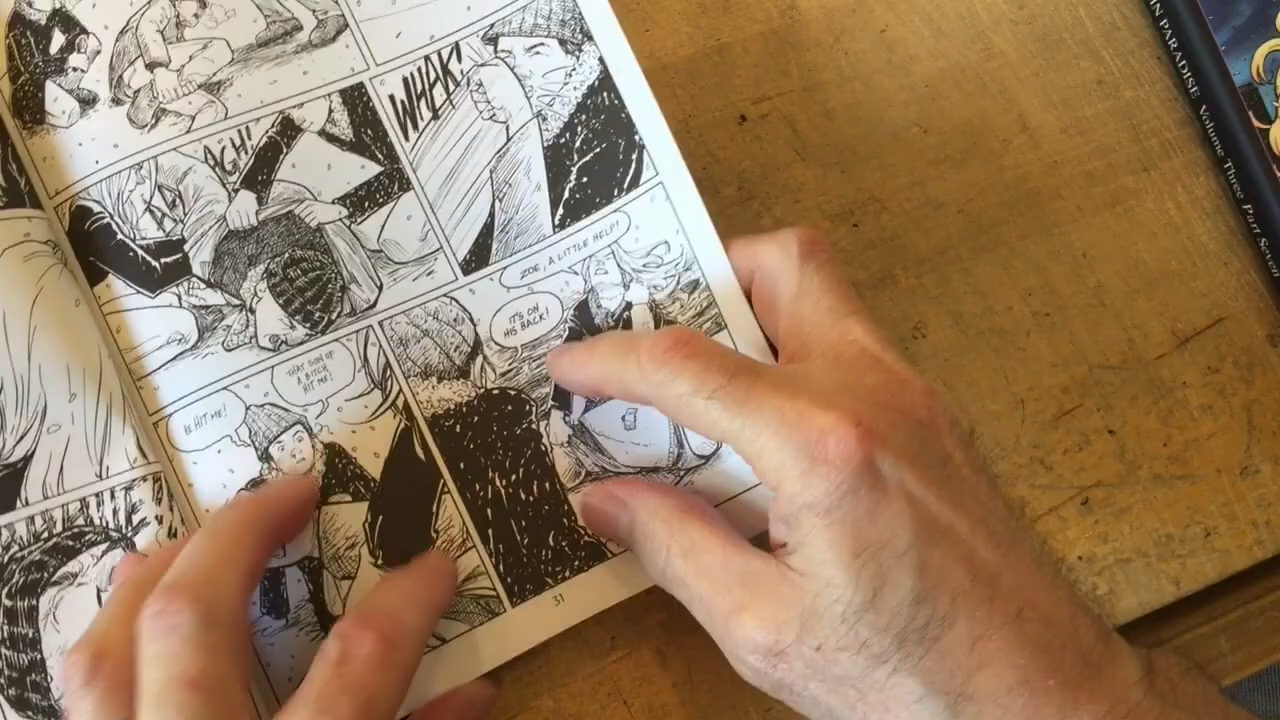 WHAK!
AGH!
ZOE, A LITTLE HELP!
IT'S ON
HIS BACK!
THAT SON OF
A BITCH
HIT ME!
HE HIT ME!
31
IN PARADISE Volume Three Part Seven